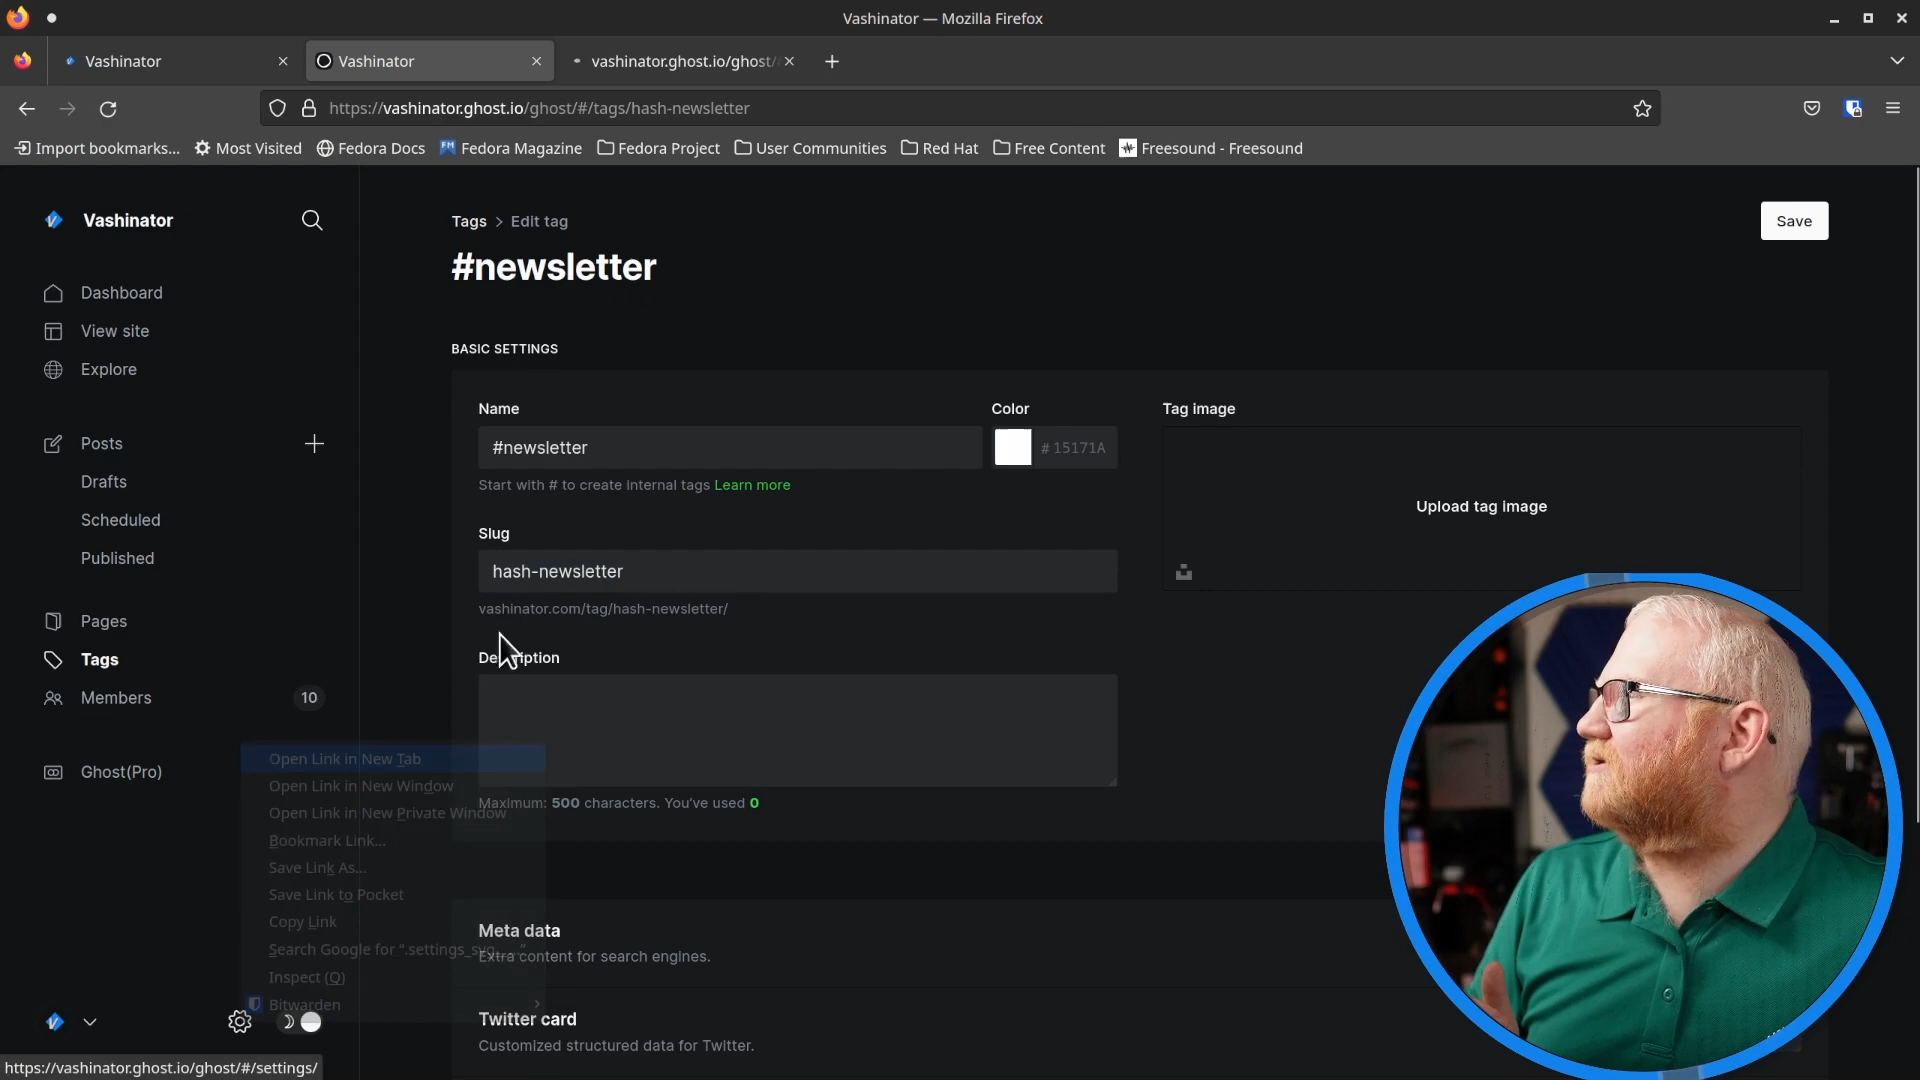 Vashinator — Mozilla Firefox
Vashinator
Vashinator
vashinator.ghost.io/ghost/
https://vashinator.ghost.io/ghost/#/tags/hash-newsletter
Import bookmarks...
Most Visited
Fedora Docs
Fedora Magazine
Fedora Project
User Communities
Red Hat
Free Content
Freesound - Freesound
Vashinator
Dashboard
View site
Explore
Posts
Drafts
Scheduled
Published
Pages
Tags
Members
10
Ghost(Pro)
Tags > Edit tag
Save
#newsletter
BASIC SETTINGS
Name
#newsletter
Start with # to create internal tags Learn more
Color
# 15171A
Tag image
Upload tag image
Slug
hash-newsletter
vashinator.com/tag/hash-newsletter/
Description
Maximum: 500 characters. You've used 0
Open Link in New Tab
Open Link in New Window
Open Link in New Private Window
Bookmark Link...
Save Link As...
Save Link to Pocket
Copy Link
Search Google for ".settings_svg-..."
Inspect (Q)
Bitwarden
Meta data
Extra content for search engines.
Twitter card
Customized structured data for Twitter.
https://vashinator.ghost.io/ghost/#/settings/